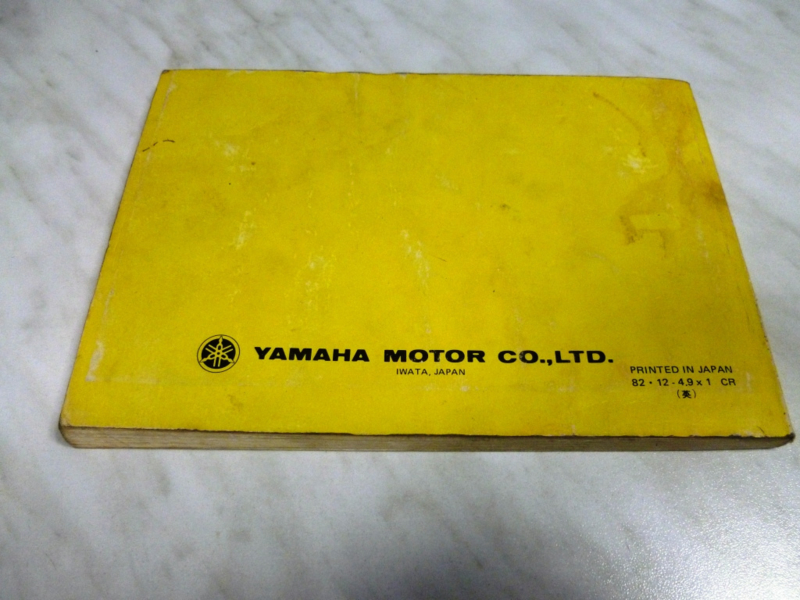 YAMAHA MOTOR CO.,LTD.
IWATA, JAPAN
PRINTED IN JAPAN
82・12-4.9 x 1 CR
(英)